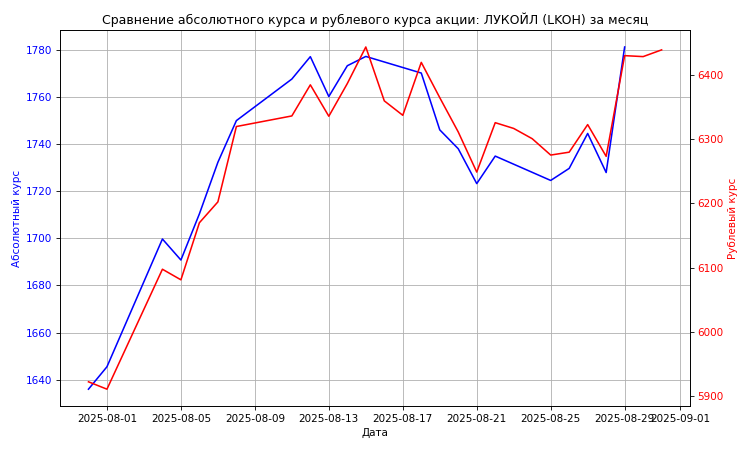 Сравнение абсолютного курса и рублевого курса акции: ЛУКОЙЛ (LKOH) за месяц
1780
1760
1740
1720
1700
1680
1660
1640
Абсолютный курс
6400
6300
6200
6100
6000
5900
Рублевый курс
2025-08-01 2025-08-05 2025-08-09 2025-08-13 2025-08-17 2025-08-21 2025-08-25 2025-08-29 2025-09-01
Дата